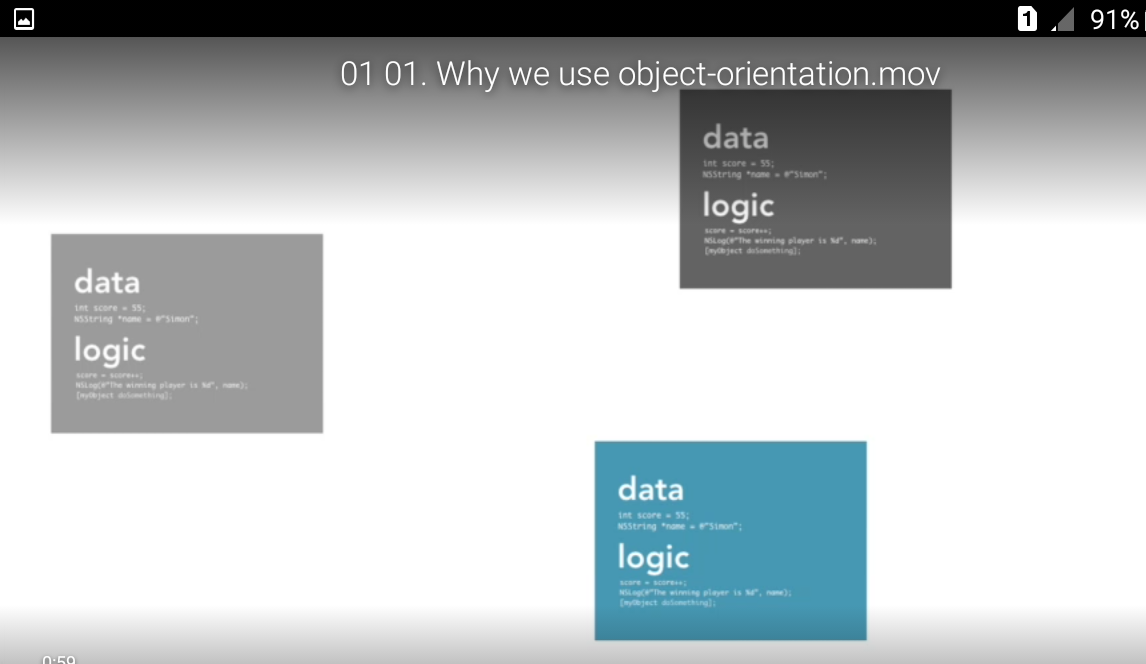 1 91%
01 01. Why we use object-orientation.mov
data
int score = 55;
NSString *name = @"Simon";
logic
score = score++;
NSLog(@"The winning player is %d", name);
[myObject doSomething];
data
int score = 55;
NSString *name = @"Simon";
logic
score = score++;
NSLog(@"The winning player is %d", name);
[myObject doSomething];
data
int score = 55;
NSString *name = @"Simon";
logic
score = score++;
NSLog(@"The winning player is %d", name);
[myObject doSomething];
0:59